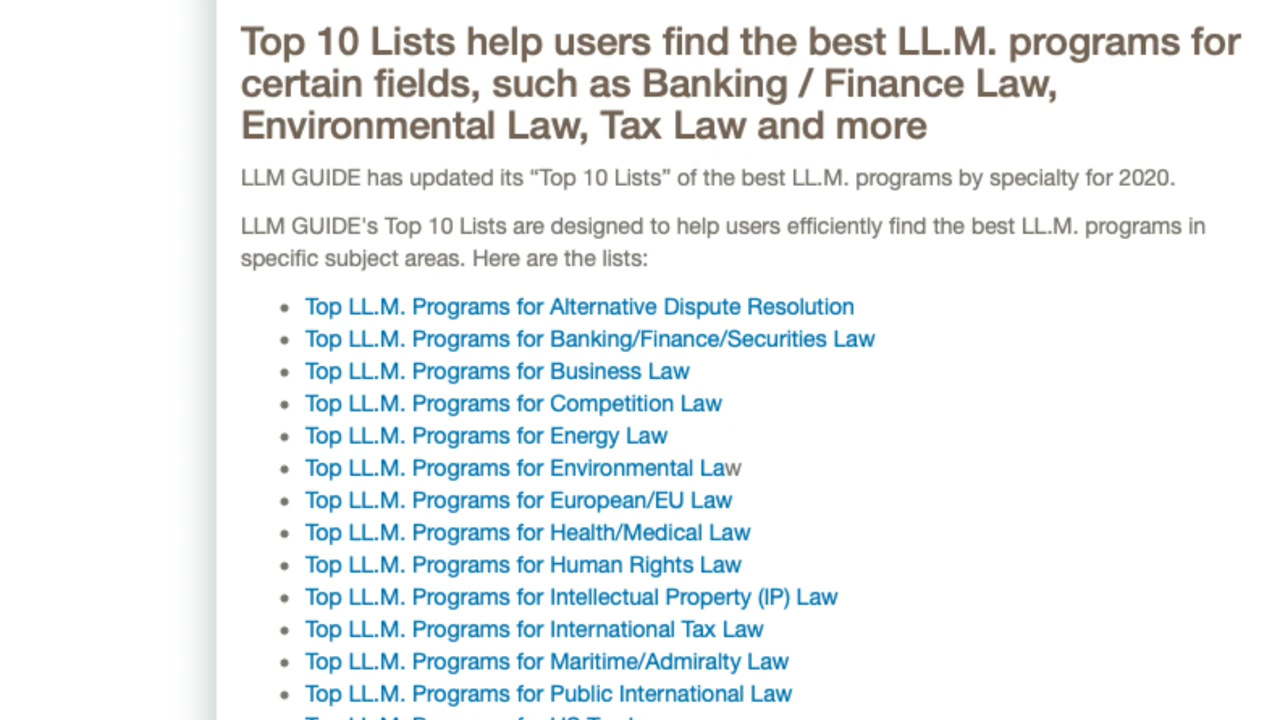 Top 10 Lists help users find the best LL.M. programs for
certain fields, such as Banking / Finance Law,
Environmental Law, Tax Law and more
LLM GUIDE has updated its “Top 10 Lists” of the best LL.M. programs by specialty for 2020.
LLM GUIDE's Top 10 Lists are designed to help users efficiently find the best LL.M. programs in
specific subject areas. Here are the lists:
• Top LL.M. Programs for Alternative Dispute Resolution
• Top LL.M. Programs for Banking/Finance/Securities Law
• Top LL.M. Programs for Business Law
• Top LL.M. Programs for Competition Law
• Top LL.M. Programs for Energy Law
• Top LL.M. Programs for Environmental Law
• Top LL.M. Programs for European/EU Law
• Top LL.M. Programs for Health/Medical Law
• Top LL.M. Programs for Human Rights Law
• Top LL.M. Programs for Intellectual Property (IP) Law
• Top LL.M. Programs for International Tax Law
• Top LL.M. Programs for Maritime/Admiralty Law
• Top LL.M. Programs for Public International Law